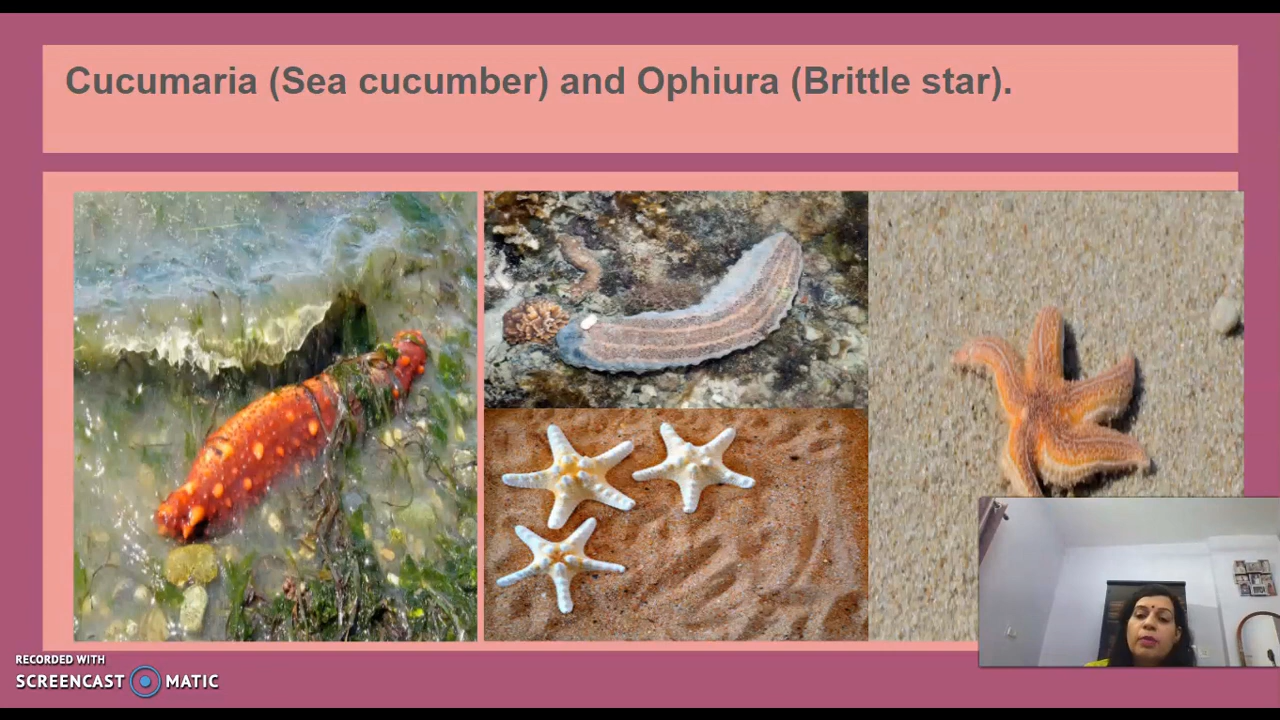 Cucumaria (Sea cucumber) and Ophiura (Brittle star).
RECORDED WITH
SCREENCAST MATIC